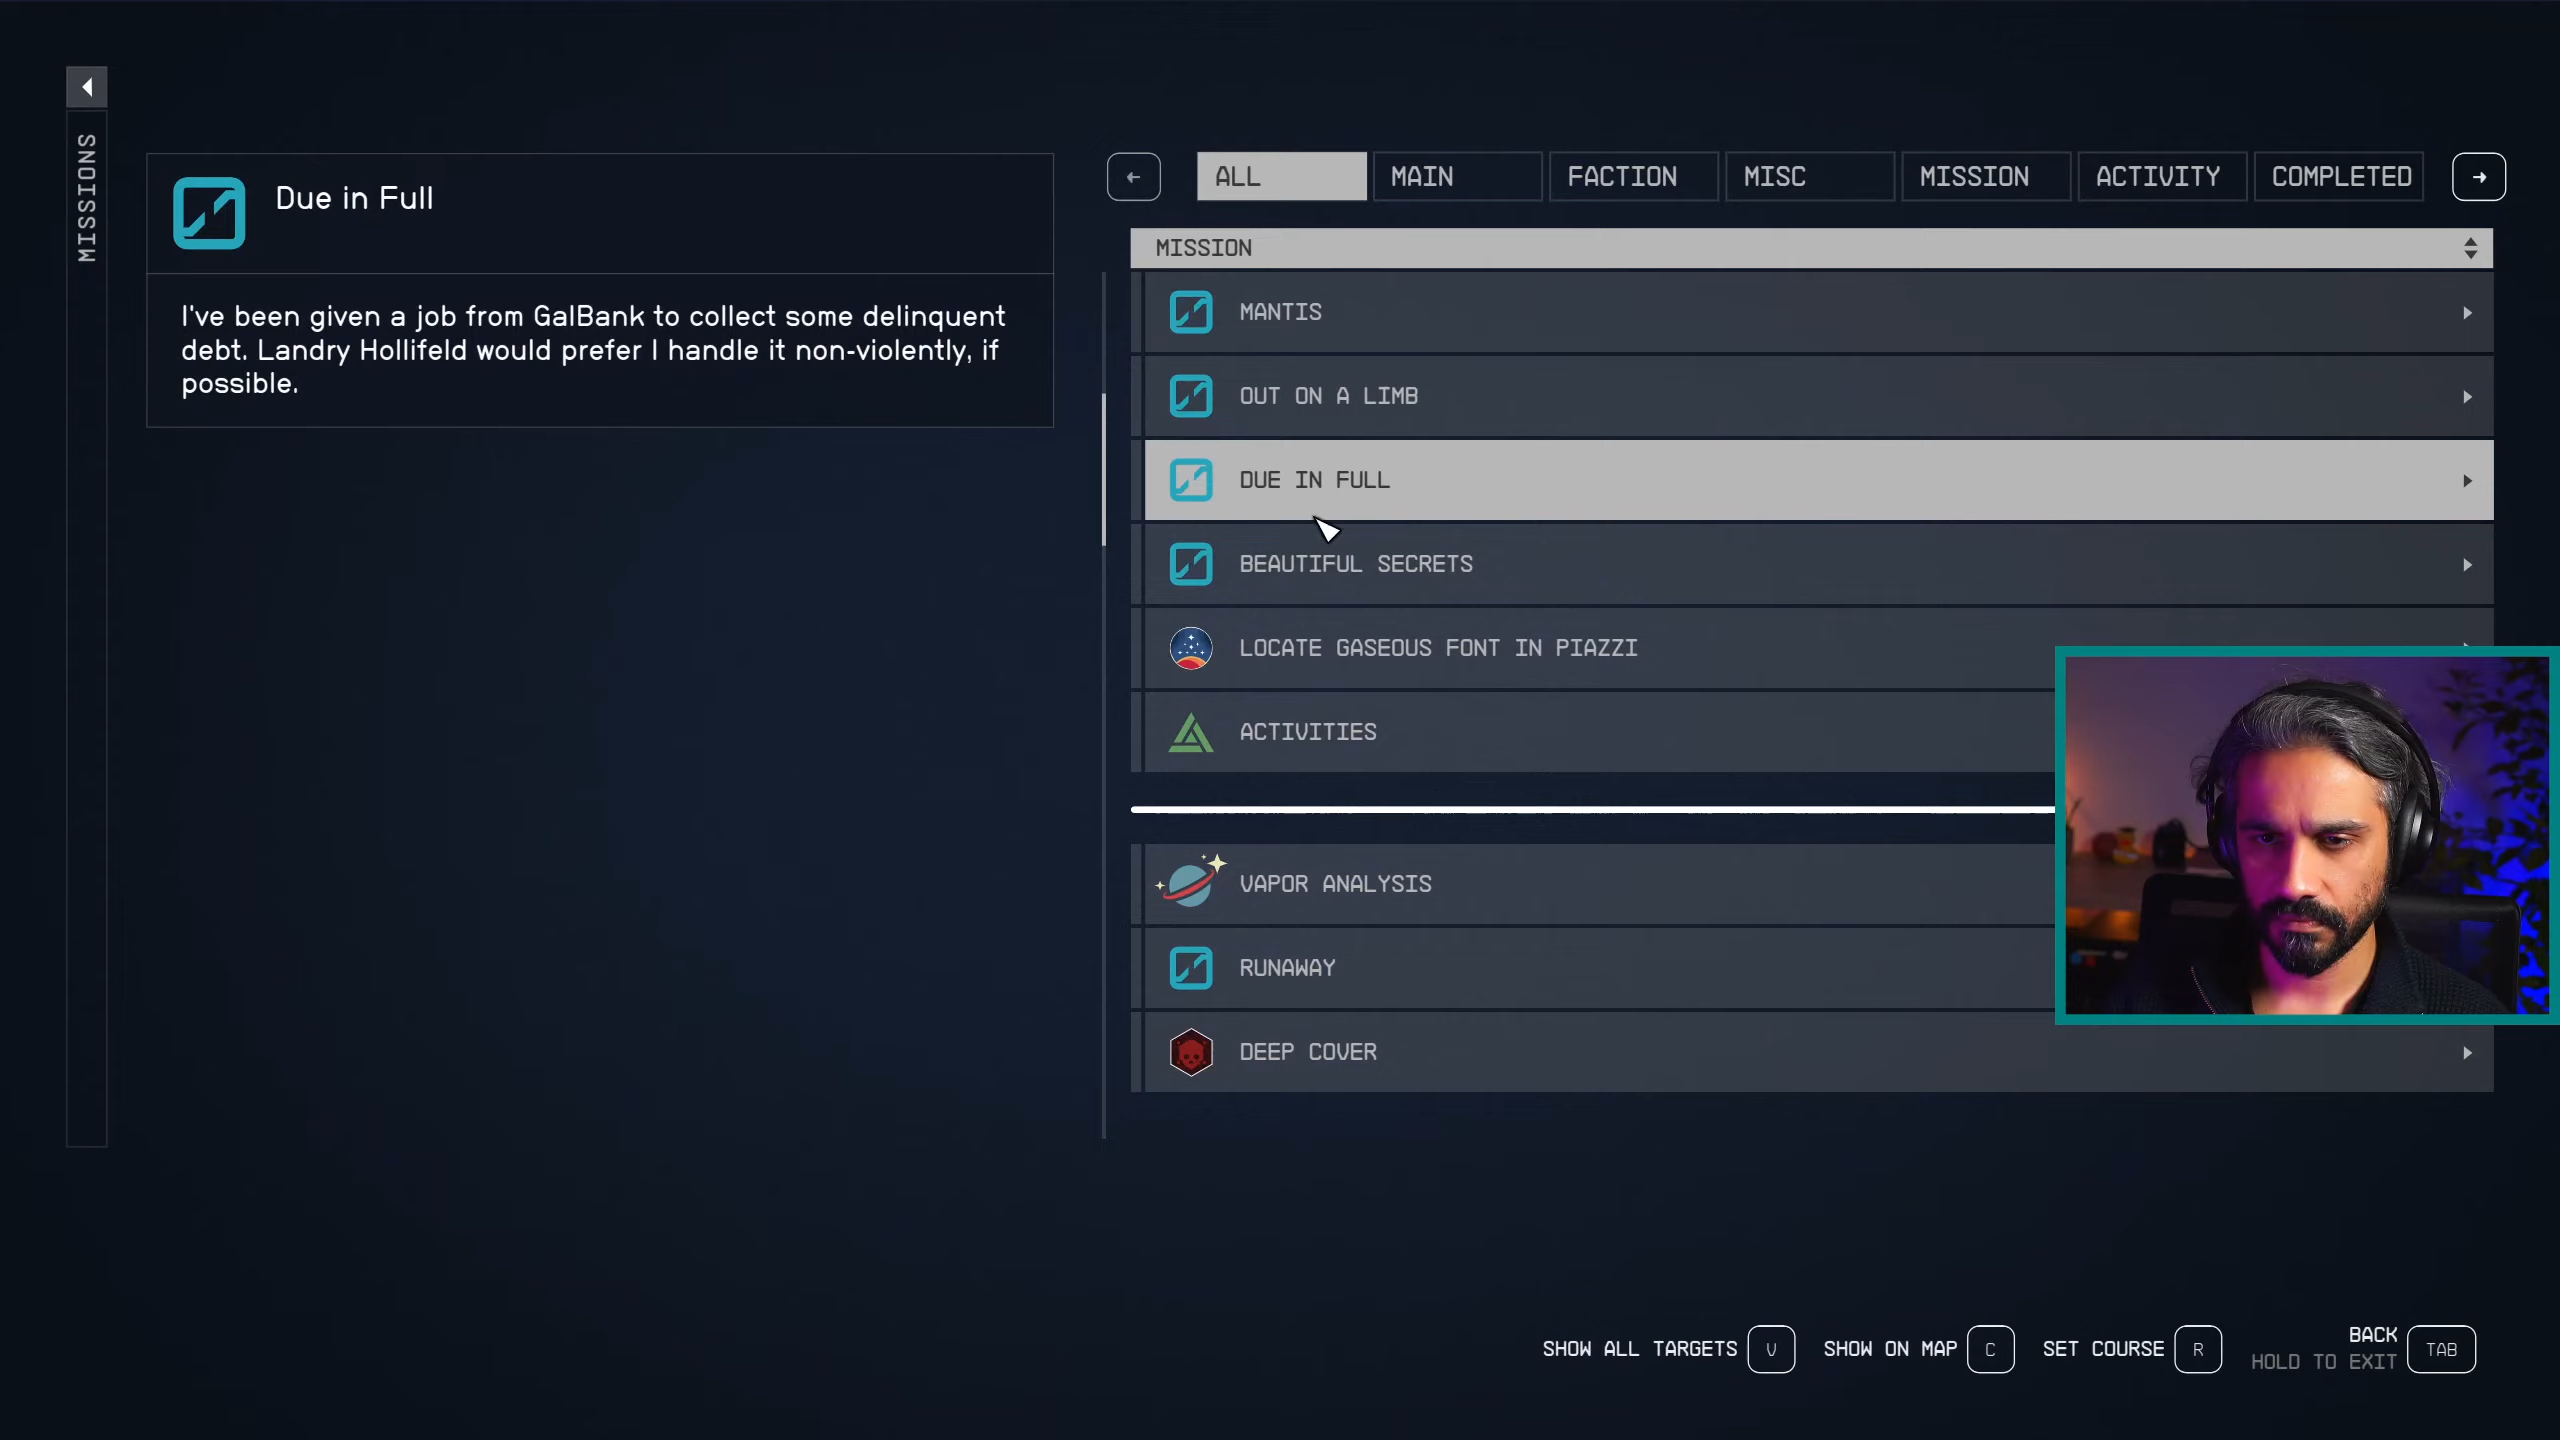 MISSIONS
Due in Full
I've been given a job from GalBank to collect some delinquent
debt. Landry Hollifeld would prefer I handle it non-violently, if
possible.
ALL MAIN FACTION MISC MISSION ACTIVITY COMPLETED
MISSION
MANTIS
OUT ON A LIMB
DUE IN FULL
BEAUTIFUL SECRETS
LOCATE GASEOUS FONT IN PIAZZI
ACTIVITIES
VAPOR ANALYSIS
RUNAWAY
DEEP COVER
SHOW ALL TARGETS V SHOW ON MAP C SET COURSE R BACK TAB
HOLD TO EXIT